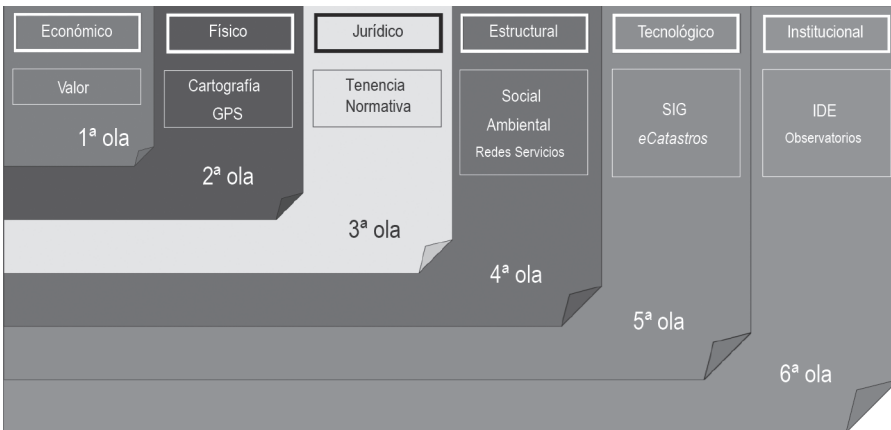 Económico
Valor
1ª ola
Físico
Cartografía
GPS
2ª ola
Jurídico
Tenencia
Normativa
3ª ola
Estructural
Social
Ambiental
Redes Servicios
4ª ola
Tecnológico
SIG
eCatastros
5ª ola
Institucional
IDE
Observatorios
6ª ola